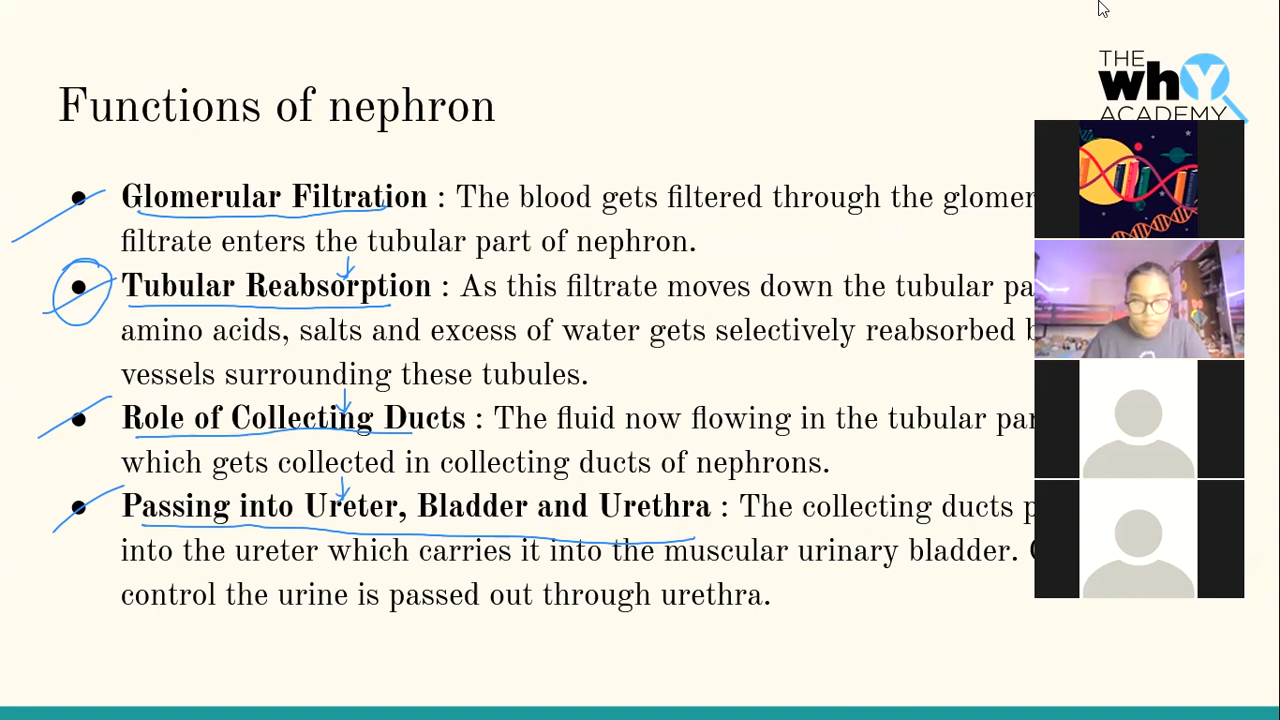 THE
whY
ACADEMY
Functions of nephron
● Glomerular Filtration : The blood gets filtered through the
filtrate enters the tubular part of nephron.
● Tubular Reabsorption : As this filtrate moves down the tubular
amino acids, salts and excess of water gets selectively reabsorbed
vessels surrounding these tubules.
● Role of Collecting Ducts : The fluid now flowing in the tubular
which gets collected in collecting ducts of nephrons.
● Passing into Ureter, Bladder and Urethra : The collecting ducts
into the ureter which carries it into the muscular urinary bladder.
control the urine is passed out through urethra.